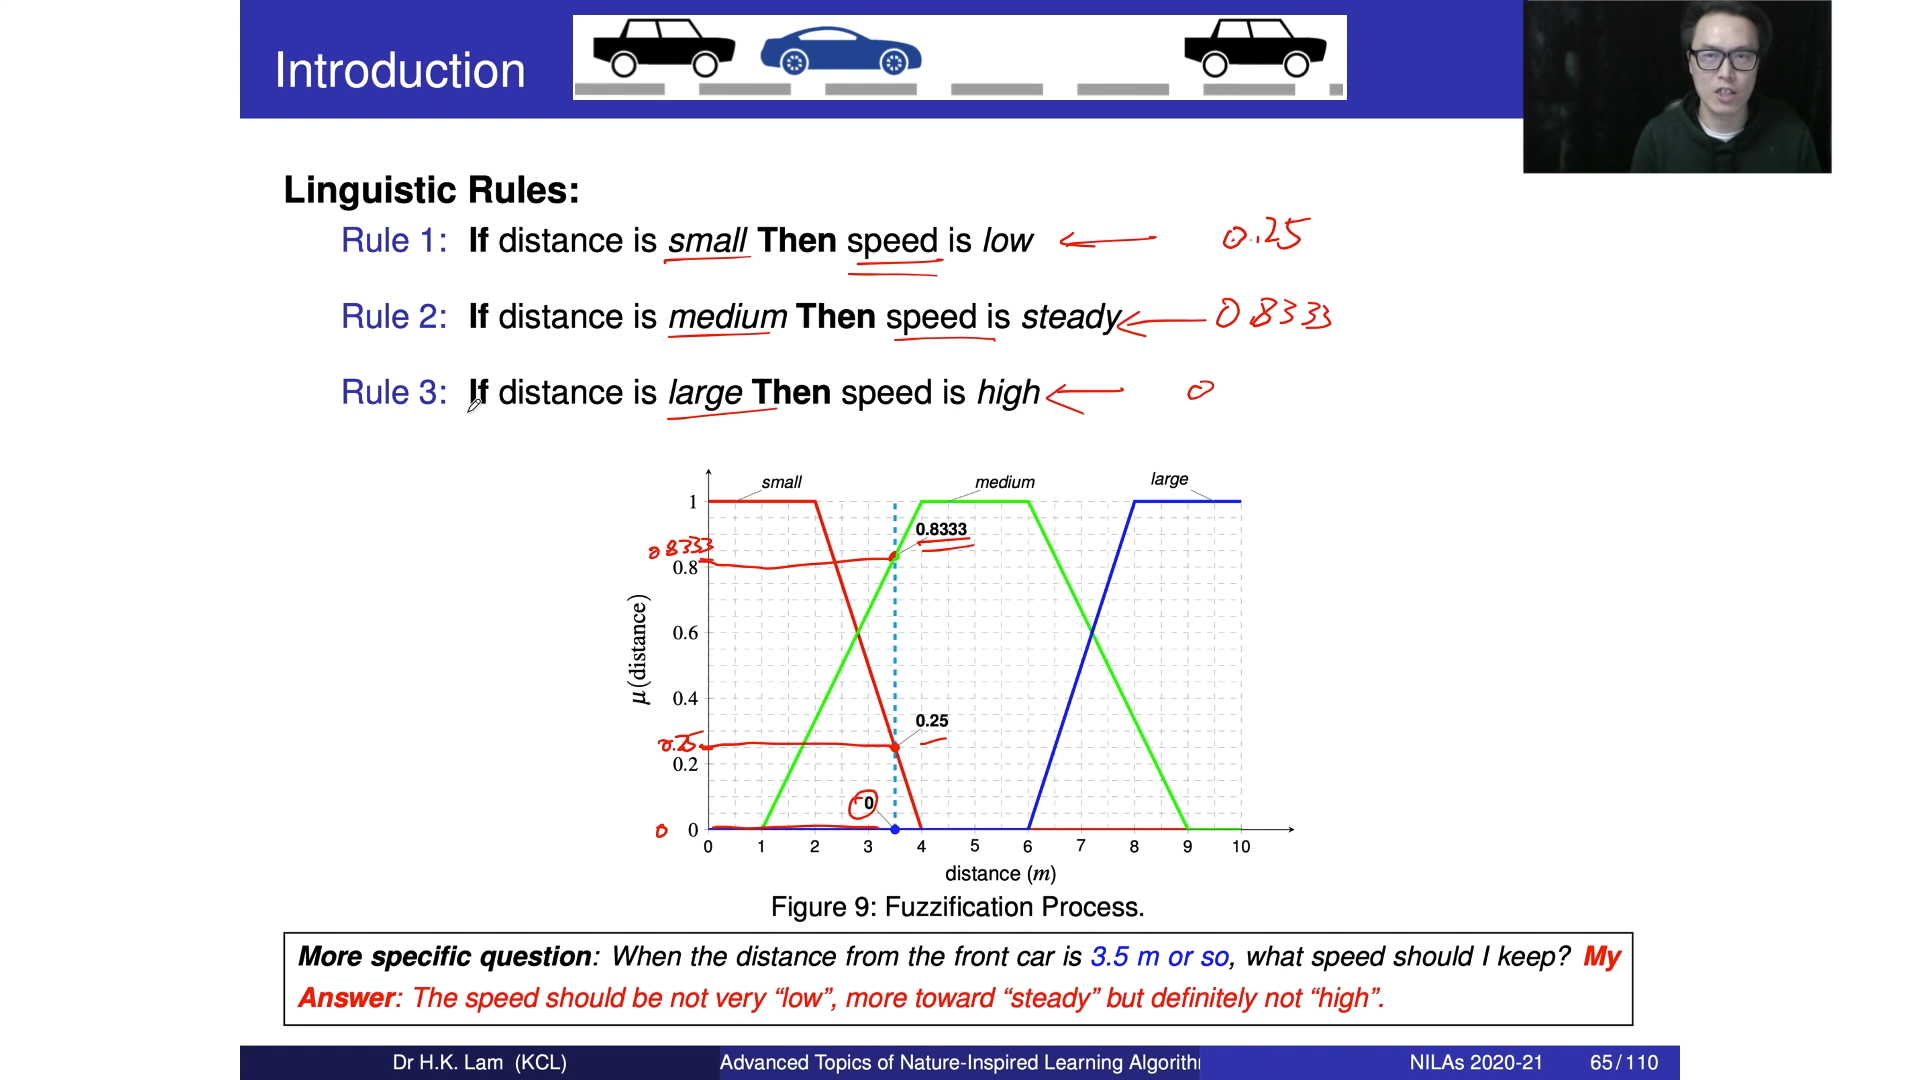 Introduction
Linguistic Rules:
Rule 1: If distance is small Then speed is low 0.25
Rule 2: If distance is medium Then speed is steady 0.8333
Rule 3: If distance is large Then speed is high 0
small medium large
1
0.8333
0.8333
0.8
0.6
0.4
0.25
0.25
0.2
0
0 0
μ(distance)
0 1 2 3 4 5 6 7 8 9 10
distance (m)
Figure 9: Fuzzification Process.
More specific question: When the distance from the front car is 3.5 m or so, what speed should I keep? My
Answer: The speed should be not very “low”, more toward “steady” but definitely not “high”.
Dr H.K. Lam (KCL) Advanced Topics of Nature-Inspired Learning Algorith NILAs 2020-21 65/110